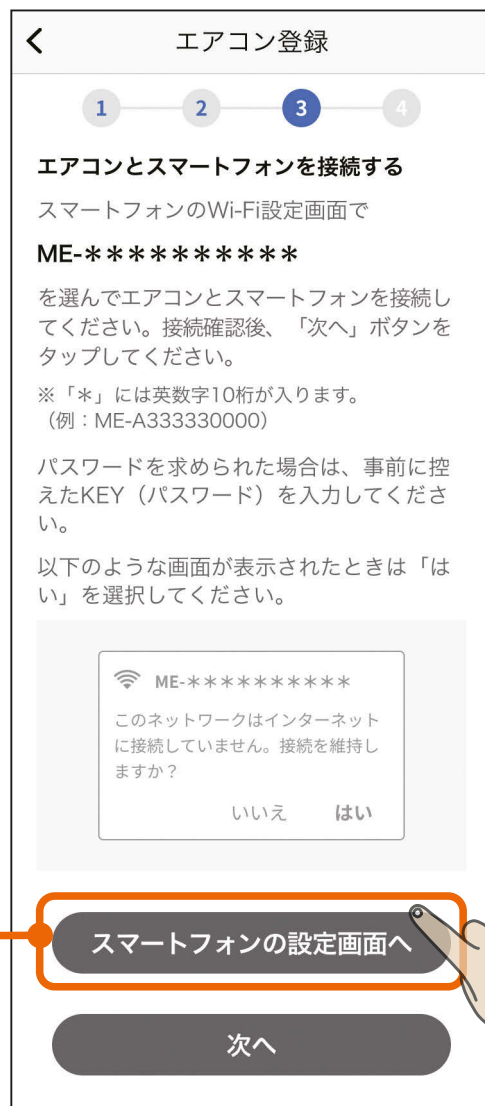 エアコン登録
1 2 3 4
エアコンとスマートフォンを接続する
スマートフォンのWi-Fi設定画面で
ME-**********
を選んでエアコンとスマートフォンを接続し
てください。接続確認後、「次へ」ボタンを
タップしてください。
※「*」には英数字10桁が入ります。
（例：ME-A333330000）
パスワードを求められた場合は、事前に控
えたKEY（パスワード）を入力してくださ
い。
以下のような画面が表示されたときは「は
い」を選択してください。
ME-**********
このネットワークはインターネット
に接続していません。接続を維持し
ますか？
いいえ はい
スマートフォンの設定画面へ
次へ